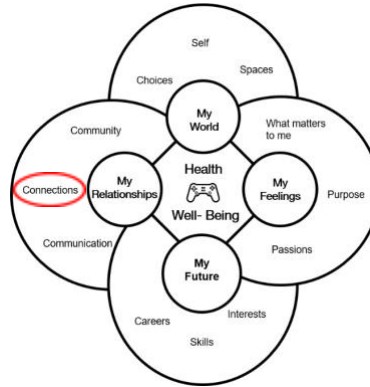 Self
Choices
Spaces
My
World
Community
What matters
to me
Health
Connections
My
Relationships
My
Feelings
Purpose
Well- Being
Communication
Passions
My
Future
Careers
Interests
Skills